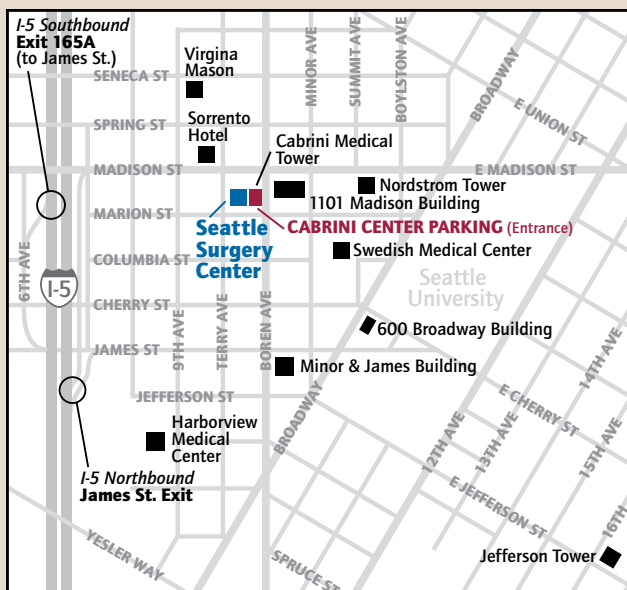 I-5 Southbound
Exit 165A
(to James St.)
SENECA ST
Virgina
Mason
MINOR AVE
SUMMIT AVE
BOYLSTON AVE
BROADWAY
E UNION ST
SPRING ST
Sorrento
Hotel
Cabrini Medical
Tower
MADISON ST
E MADISON ST
Nordstrom Tower
1101 Madison Building
MARION ST
Seattle
Surgery
Center
CABRINI CENTER PARKING (Entrance)
COLUMBIA ST
Swedish Medical Center
6TH AVE
I-5
Seattle
University
CHERRY ST
9TH AVE
TERRY AVE
BOREN AVE
600 Broadway Building
JAMES ST
Minor & James Building
14TH AVE
JEFFERSON ST
E CHERRY ST
BROADWAY
12TH AVE
13TH AVE
15TH AVE
Harborview
Medical
Center
I-5 Northbound
James St. Exit
E JEFFERSON ST
16TH
YESLER WAY
SPRUCE ST
Jefferson Tower